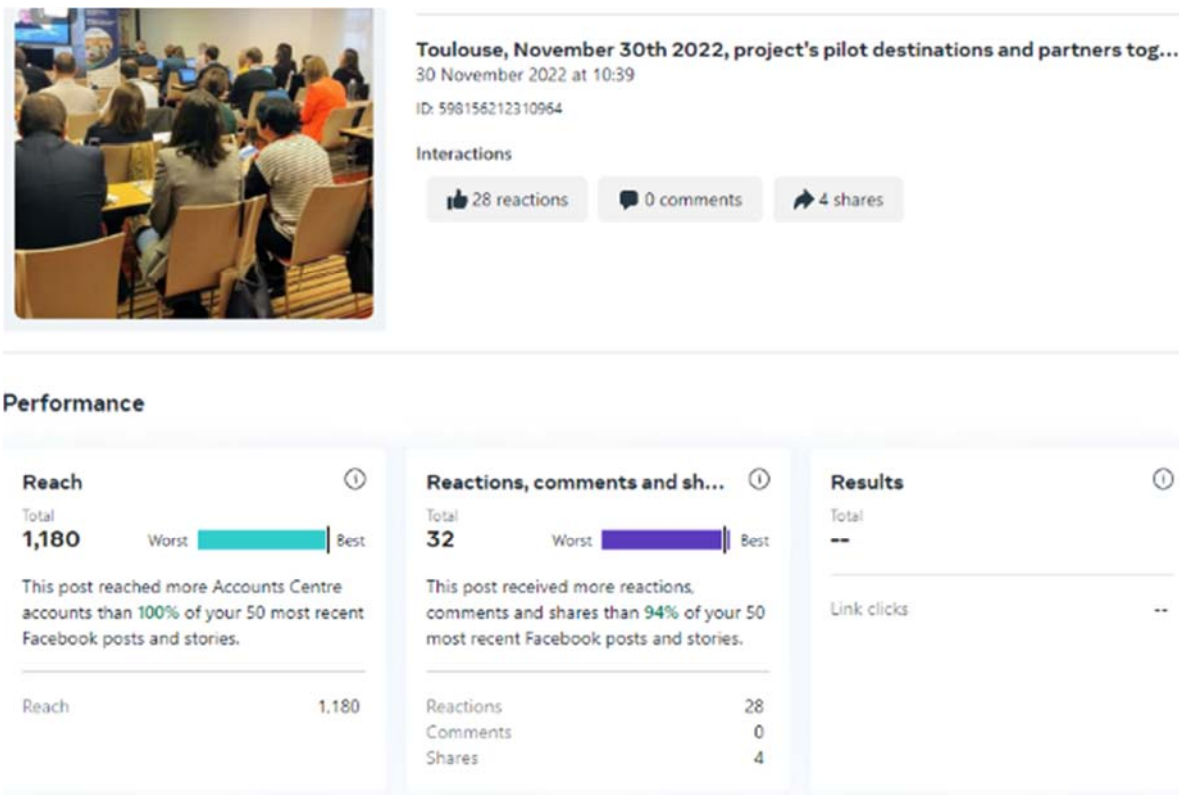 Toulouse, November 30th 2022, project's pilot destinations and partners tog...
30 November 2022 at 10:39
ID: 598156212310964
Interactions
28 reactions
0 comments
4 shares
Performance
Reach
Total
1,180
Worst
Best
This post reached more Accounts Centre
accounts than 100% of your 50 most recent
Facebook posts and stories.
Reach 1,180
Reactions, comments and sh...
Total
32
Worst
Best
This post received more reactions,
comments and shares than 94% of your 50
most recent Facebook posts and stories.
Reactions 28
Comments 0
Shares 4
Results
Total
--
Link clicks --